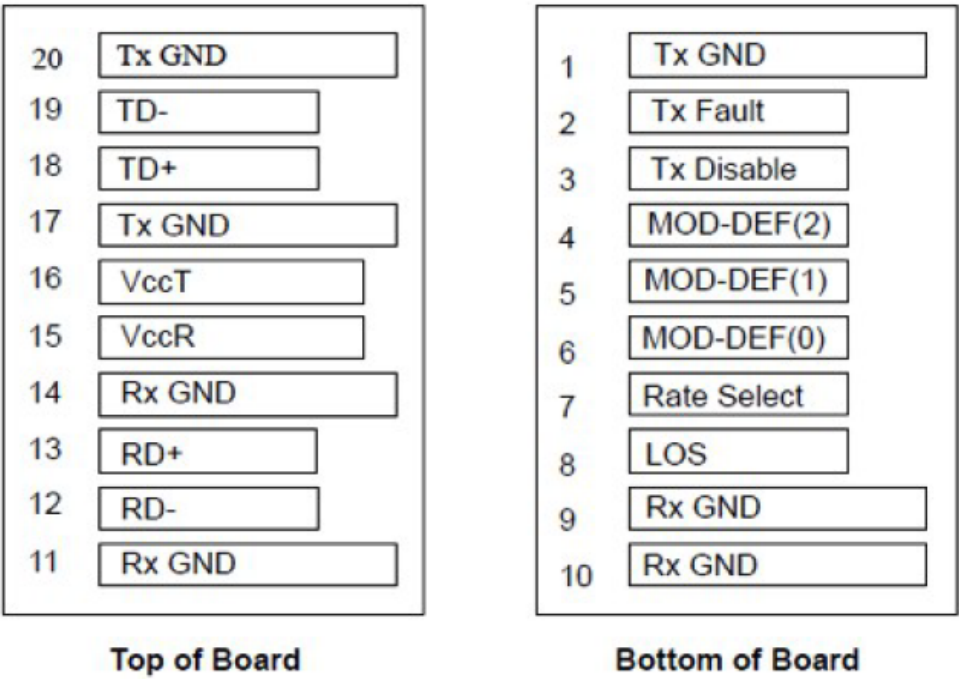 20 Tx GND
19 TD-
18 TD+
17 Tx GND
16 VccT
15 VccR
14 Rx GND
13 RD+
12 RD-
11 Rx GND
Top of Board
1 Tx GND
2 Tx Fault
3 Tx Disable
4 MOD-DEF(2)
5 MOD-DEF(1)
6 MOD-DEF(0)
7 Rate Select
8 LOS
9 Rx GND
10 Rx GND
Bottom of Board